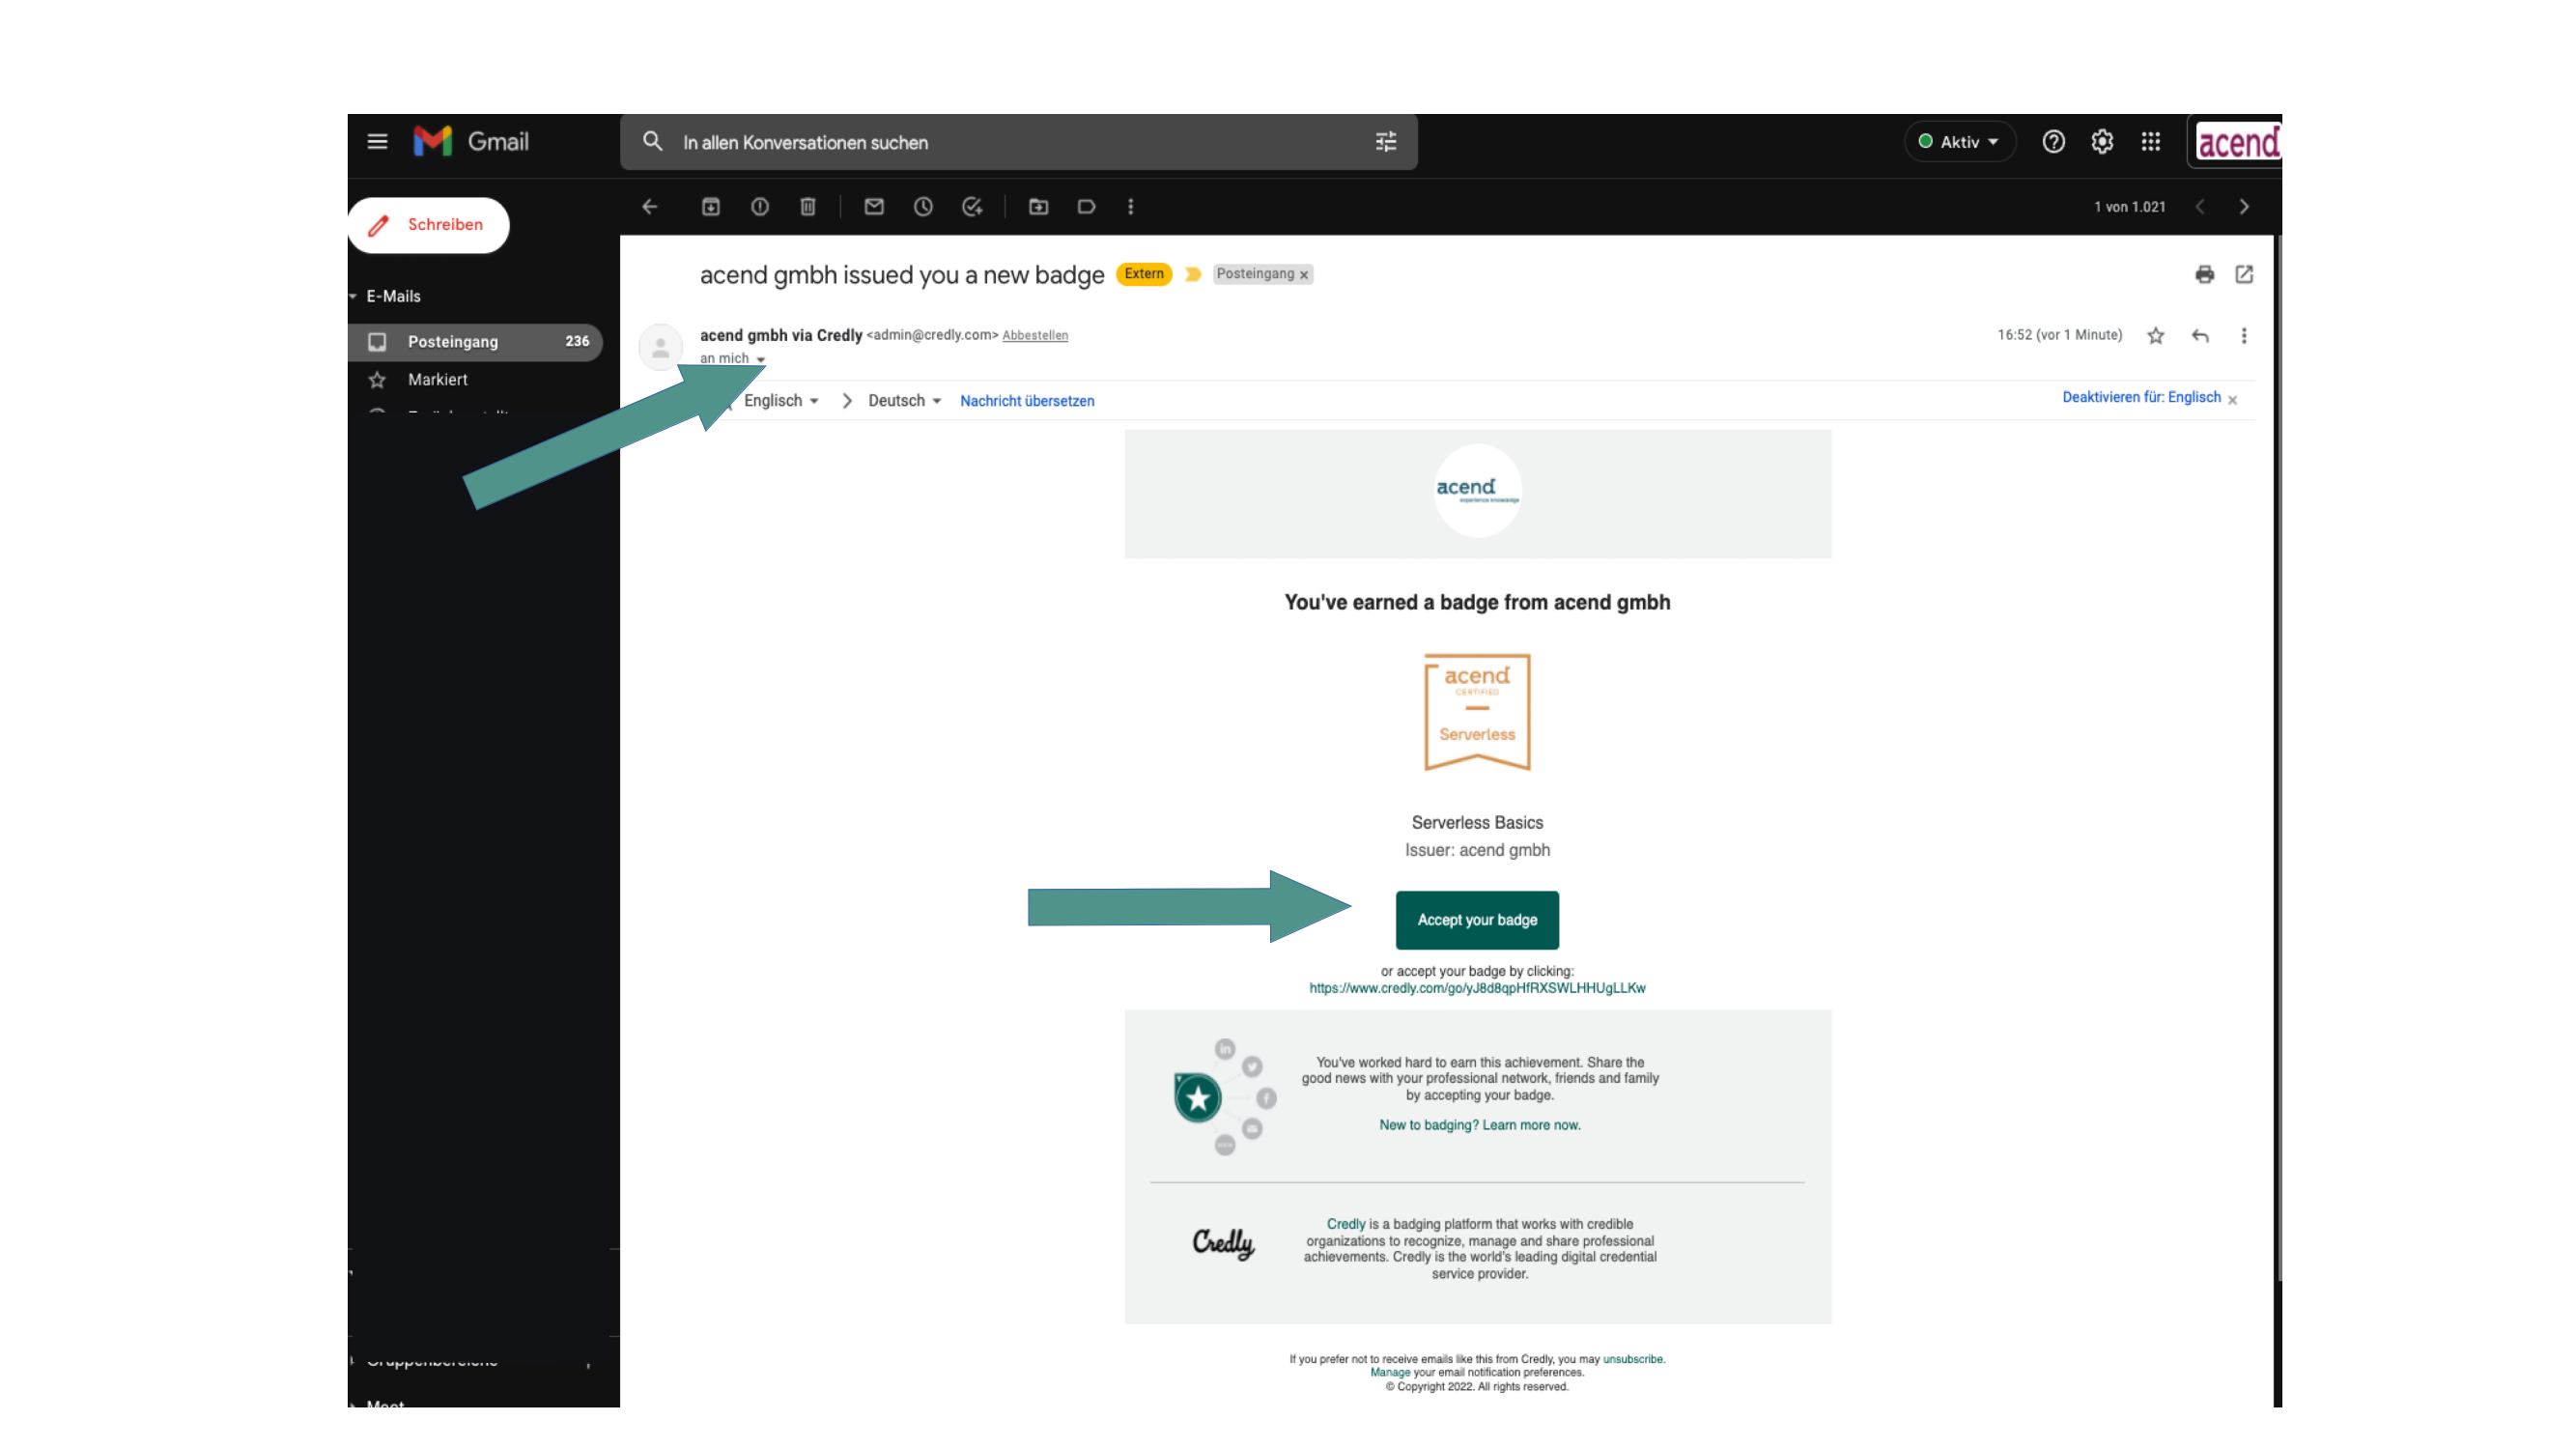 Gmail
In allen Konversationen suchen
Aktiv
acend
Schreiben
1 von 1.021
acend gmbh issued you a new badge Extern Posteingang x
E-Mails
Posteingang 236
Markiert
acend gmbh via Credly <admin@credly.com> Abbestellen
16:52 (vor 1 Minute)
an mich
Englisch > Deutsch Nachricht übersetzen
Deaktivieren für: Englisch x
acend
experience knowledge
You've earned a badge from acend gmbh
acend
CERTIFIED
Serverless
Serverless Basics
Issuer: acend gmbh
Accept your badge
or accept your badge by clicking:
https://www.credly.com/go/yJ8d8qpHfRXSWLHHUgLLKw
You've worked hard to earn this achievement. Share the
good news with your professional network, friends and family
by accepting your badge.
New to badging? Learn more now.
Credly
Credly is a badging platform that works with credible
organizations to recognize, manage and share professional
achievements. Credly is the world's leading digital credential
service provider.
If you prefer not to receive emails like this from Credly, you may unsubscribe.
Manage your email notification preferences.
© Copyright 2022. All rights reserved.
Meet